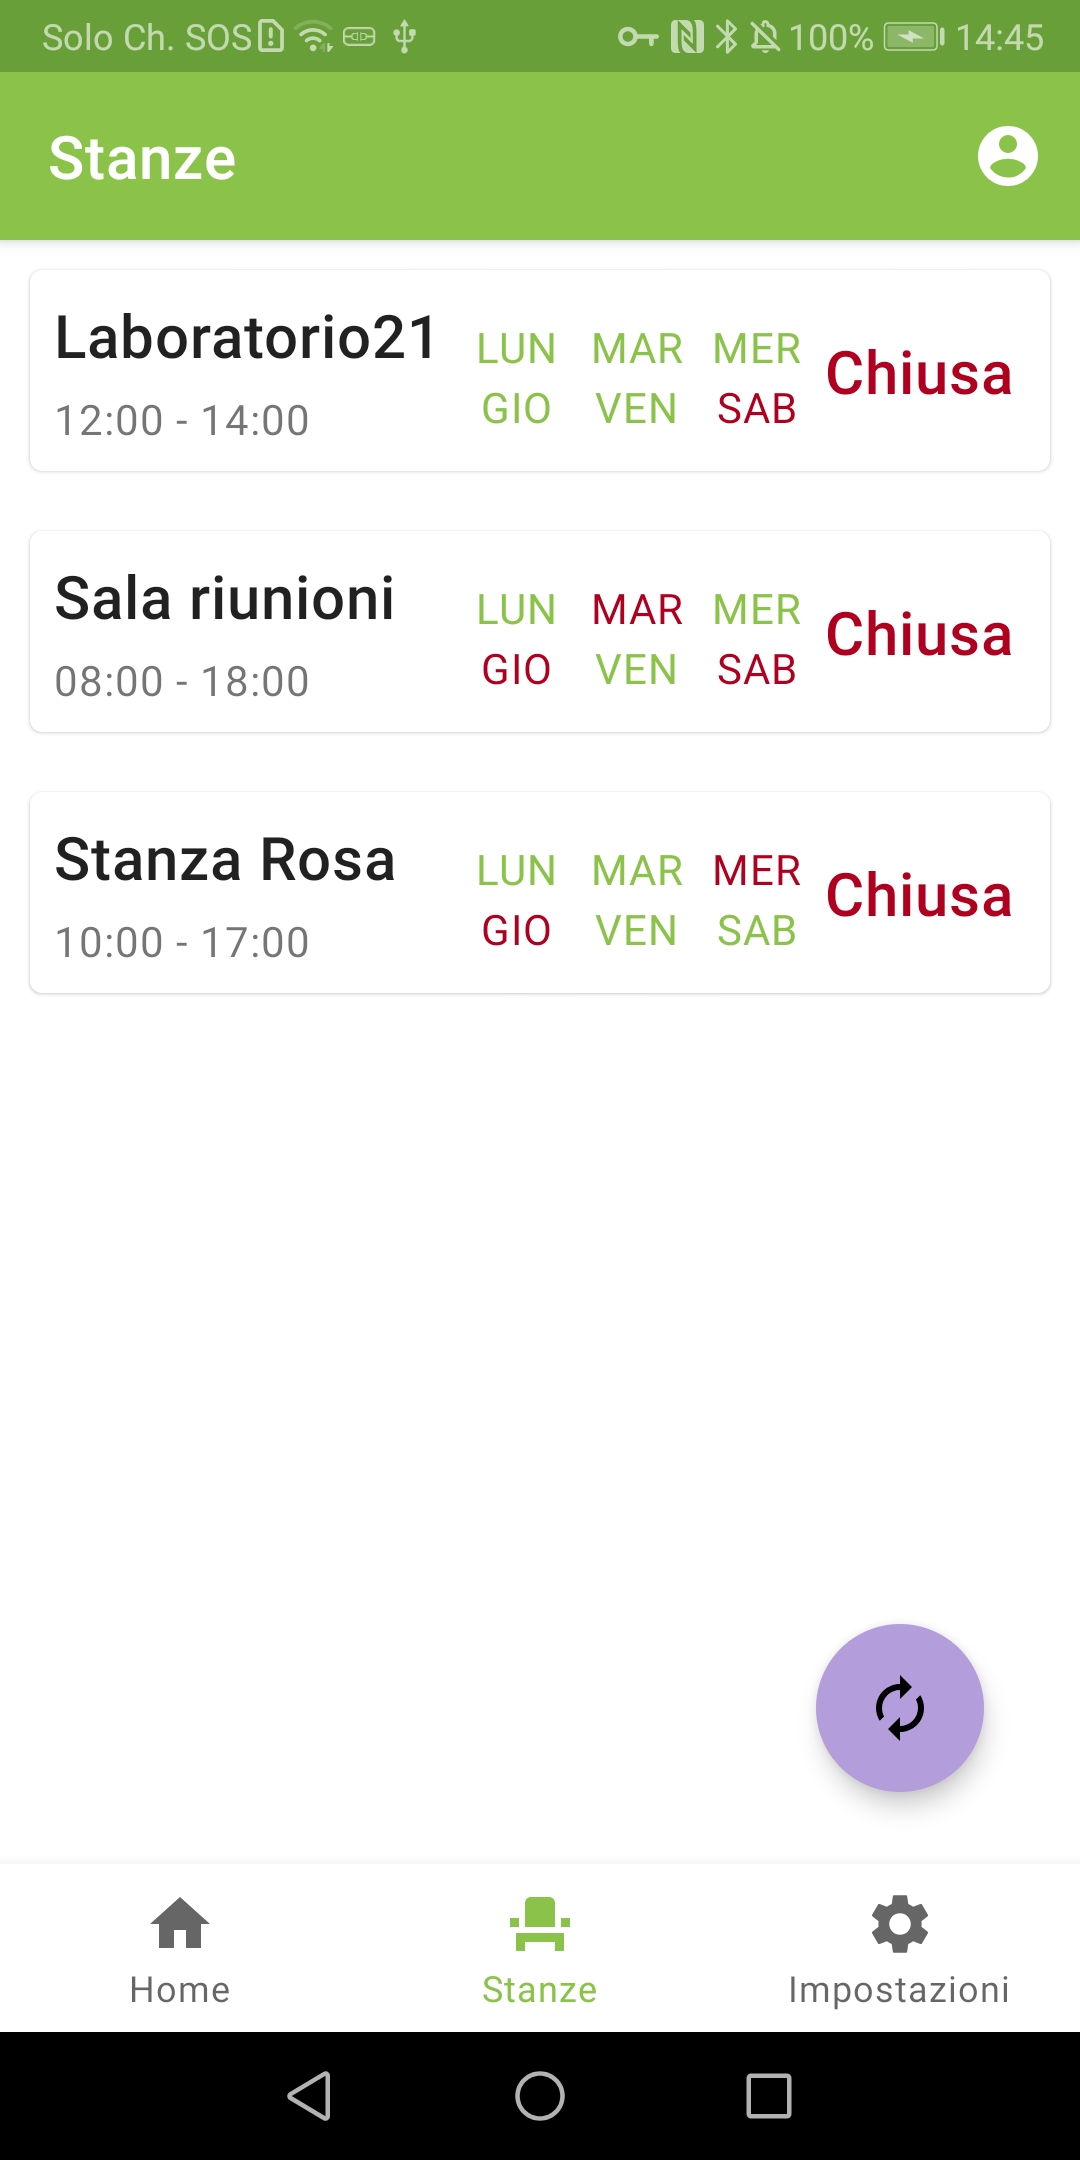 Solo Ch. SOS 100% 14:45
Stanze
Laboratorio21
12:00 - 14:00
LUN MAR MER
GIO VEN SAB
Chiusa
Sala riunioni
08:00 - 18:00
LUN MAR MER
GIO VEN SAB
Chiusa
Stanza Rosa
10:00 - 17:00
LUN MAR MER
GIO VEN SAB
Chiusa
Home Stanze Impostazioni